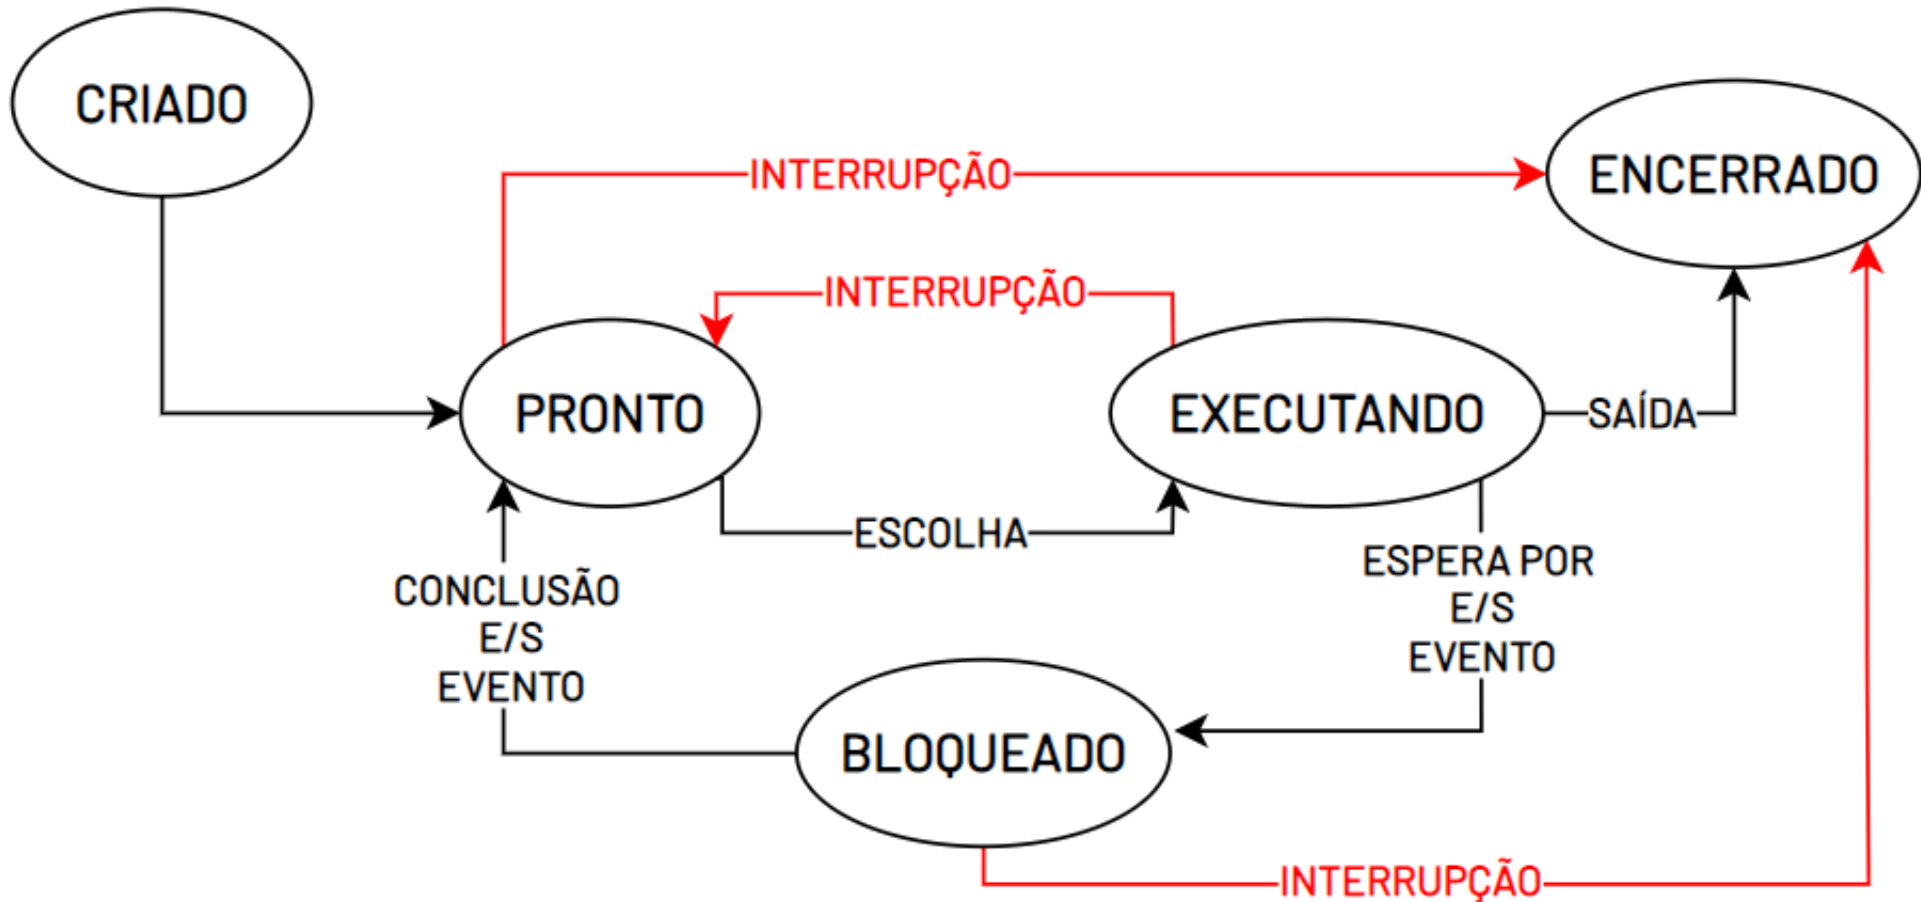 CRIADO
INTERRUPÇÃO
ENCERRADO
INTERRUPÇÃO
PRONTO
EXECUTANDO
SAÍDA
ESCOLHA
CONCLUSÃO
E/S
EVENTO
ESPERA POR
E/S
EVENTO
BLOQUEADO
INTERRUPÇÃO